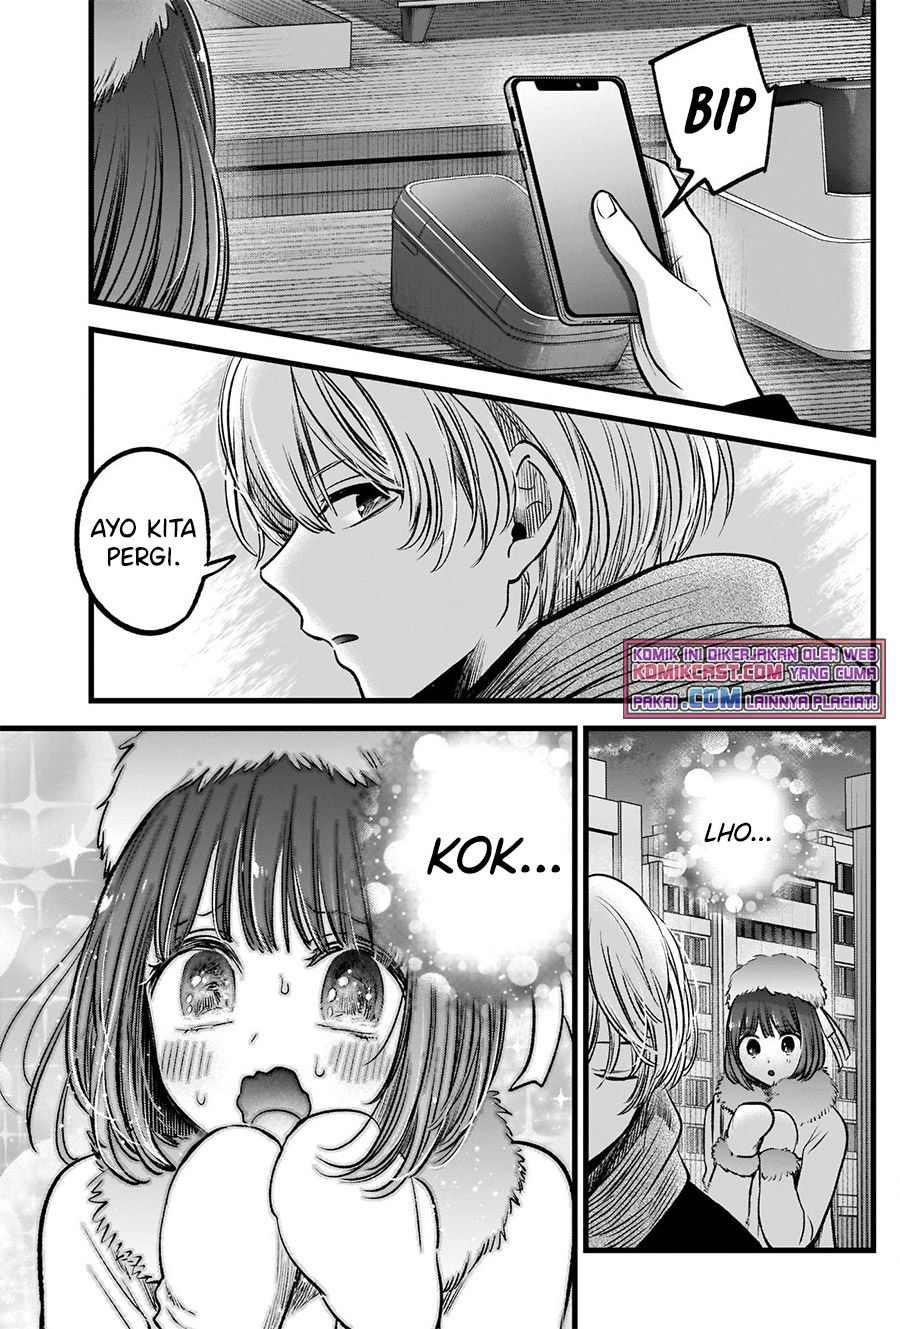 BIP
AYO KITA
PERGI.
KOMIK INI DIKERJAKAN OLEH WEB
KOMIKCAST.COM YANG CUMA
PAKAI .COM LAINNYA PLAGIAT!
LHO...
KOK...